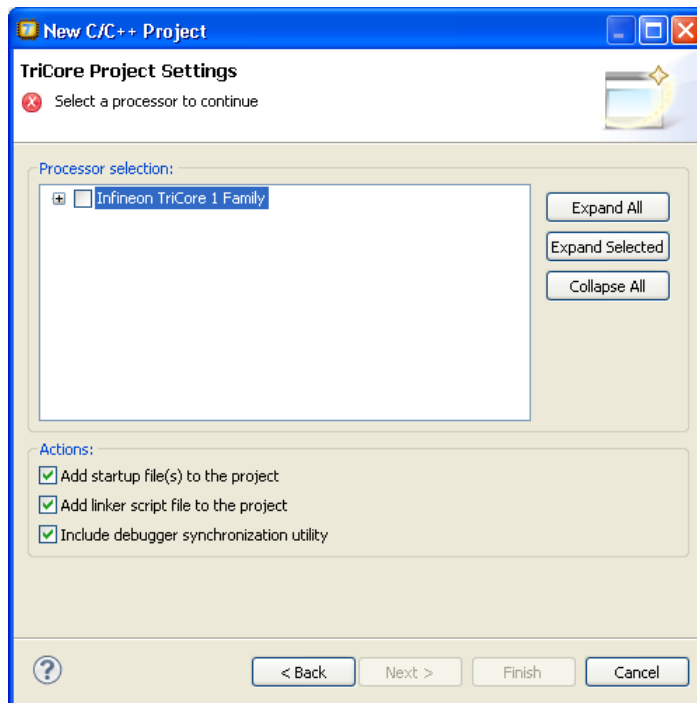 New C/C++ Project
TriCore Project Settings
Select a processor to continue
Processor selection:
Infineon TriCore 1 Family
Expand All
Expand Selected
Collapse All
Actions:
Add startup file(s) to the project
Add linker script file to the project
Include debugger synchronization utility
< Back
Next >
Finish
Cancel